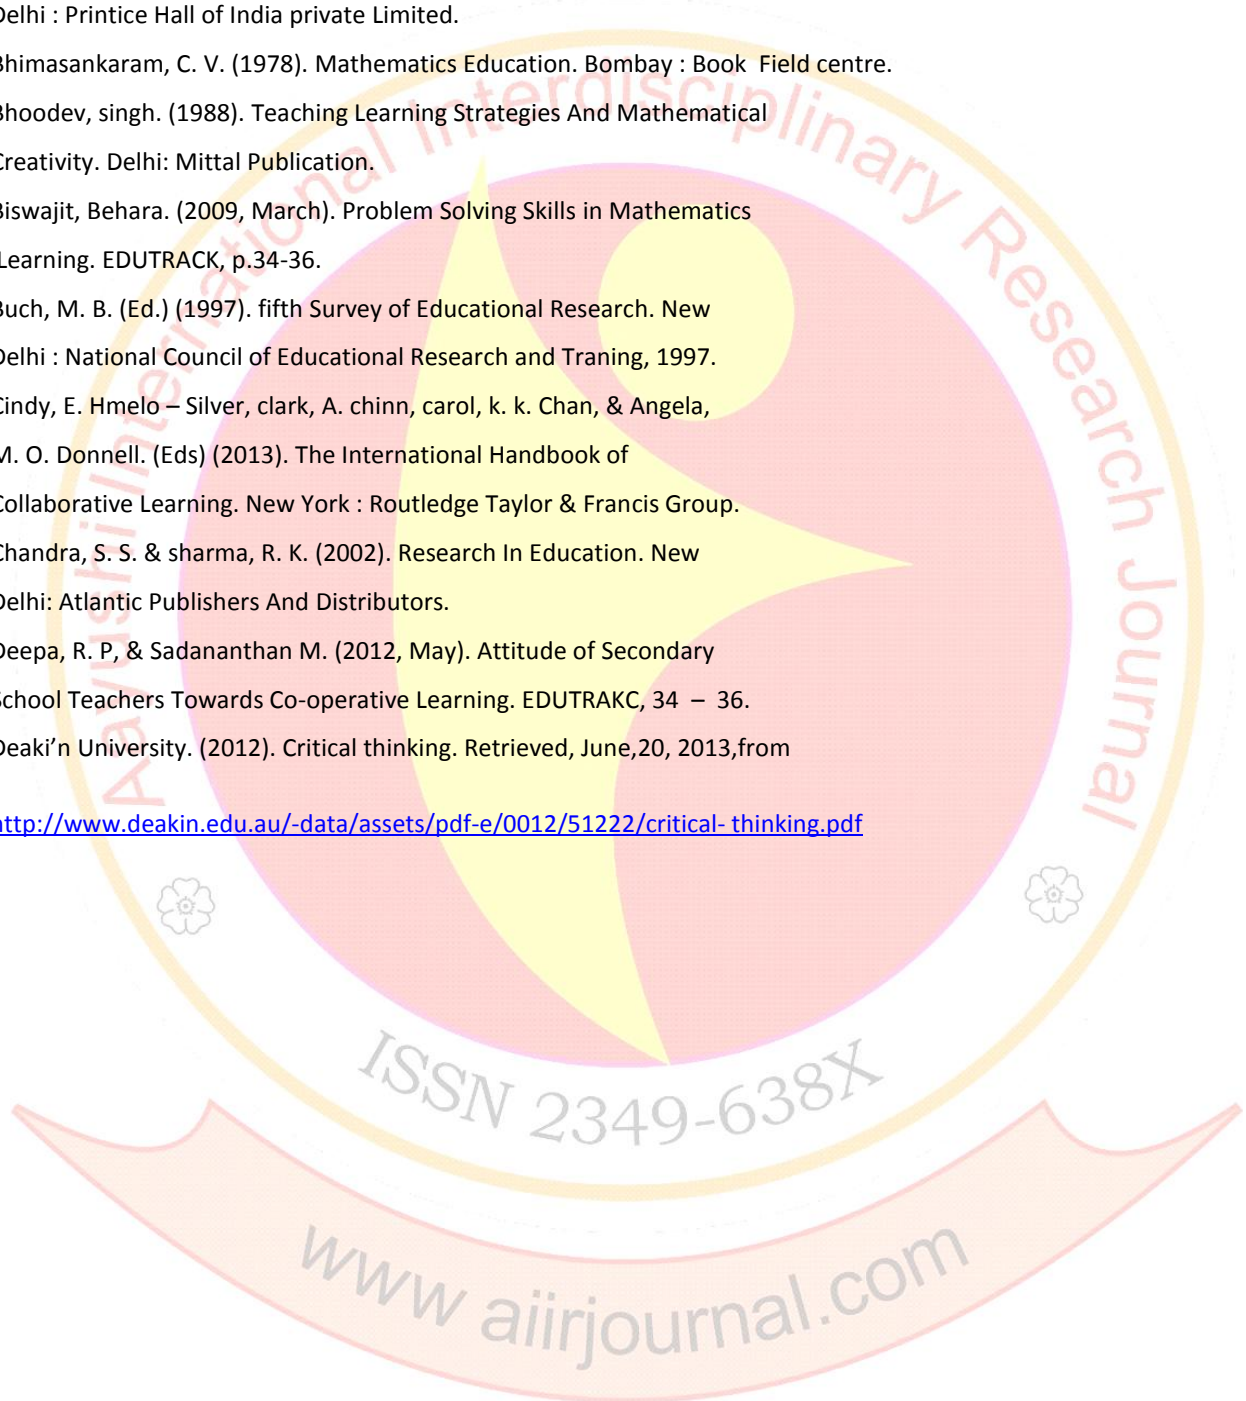 Delhi : Printice Hall of India private Limited.
Bhimasankaram, C. V. (1978). Mathematics Education. Bombay : Book Field centre.
Bhoodev, singh. (1988). Teaching Learning Strategies And Mathematical
Creativity. Delhi: Mittal Publication.
Biswajit, Behara. (2009, March). Problem Solving Skills in Mathematics
Learning. EDUTRACK, p.34-36.
Buch, M. B. (Ed.) (1997). fifth Survey of Educational Research. New
Delhi : National Council of Educational Research and Traning, 1997.
Cindy, E. Hmelo – Silver, clark, A. chinn, carol, k. k. Chan, & Angela,
M. O. Donnell. (Eds) (2013). The International Handbook of
Collaborative Learning. New York : Routledge Taylor & Francis Group.
Chandra, S. S. & sharma, R. K. (2002). Research In Education. New
Delhi: Atlantic Publishers And Distributors.
Deepa, R. P, & Sadananthan M. (2012, May). Attitude of Secondary
School Teachers Towards Co-operative Learning. EDUTRAKC, 34 – 36.
Deaki’n University. (2012). Critical thinking. Retrieved, June,20, 2013,from
http://www.deakin.edu.au/-data/assets/pdf-e/0012/51222/critical- thinking.pdf
Aayushi International Interdisciplinary Research Journal
ISSN 2349-638X
www aiirjournal.com